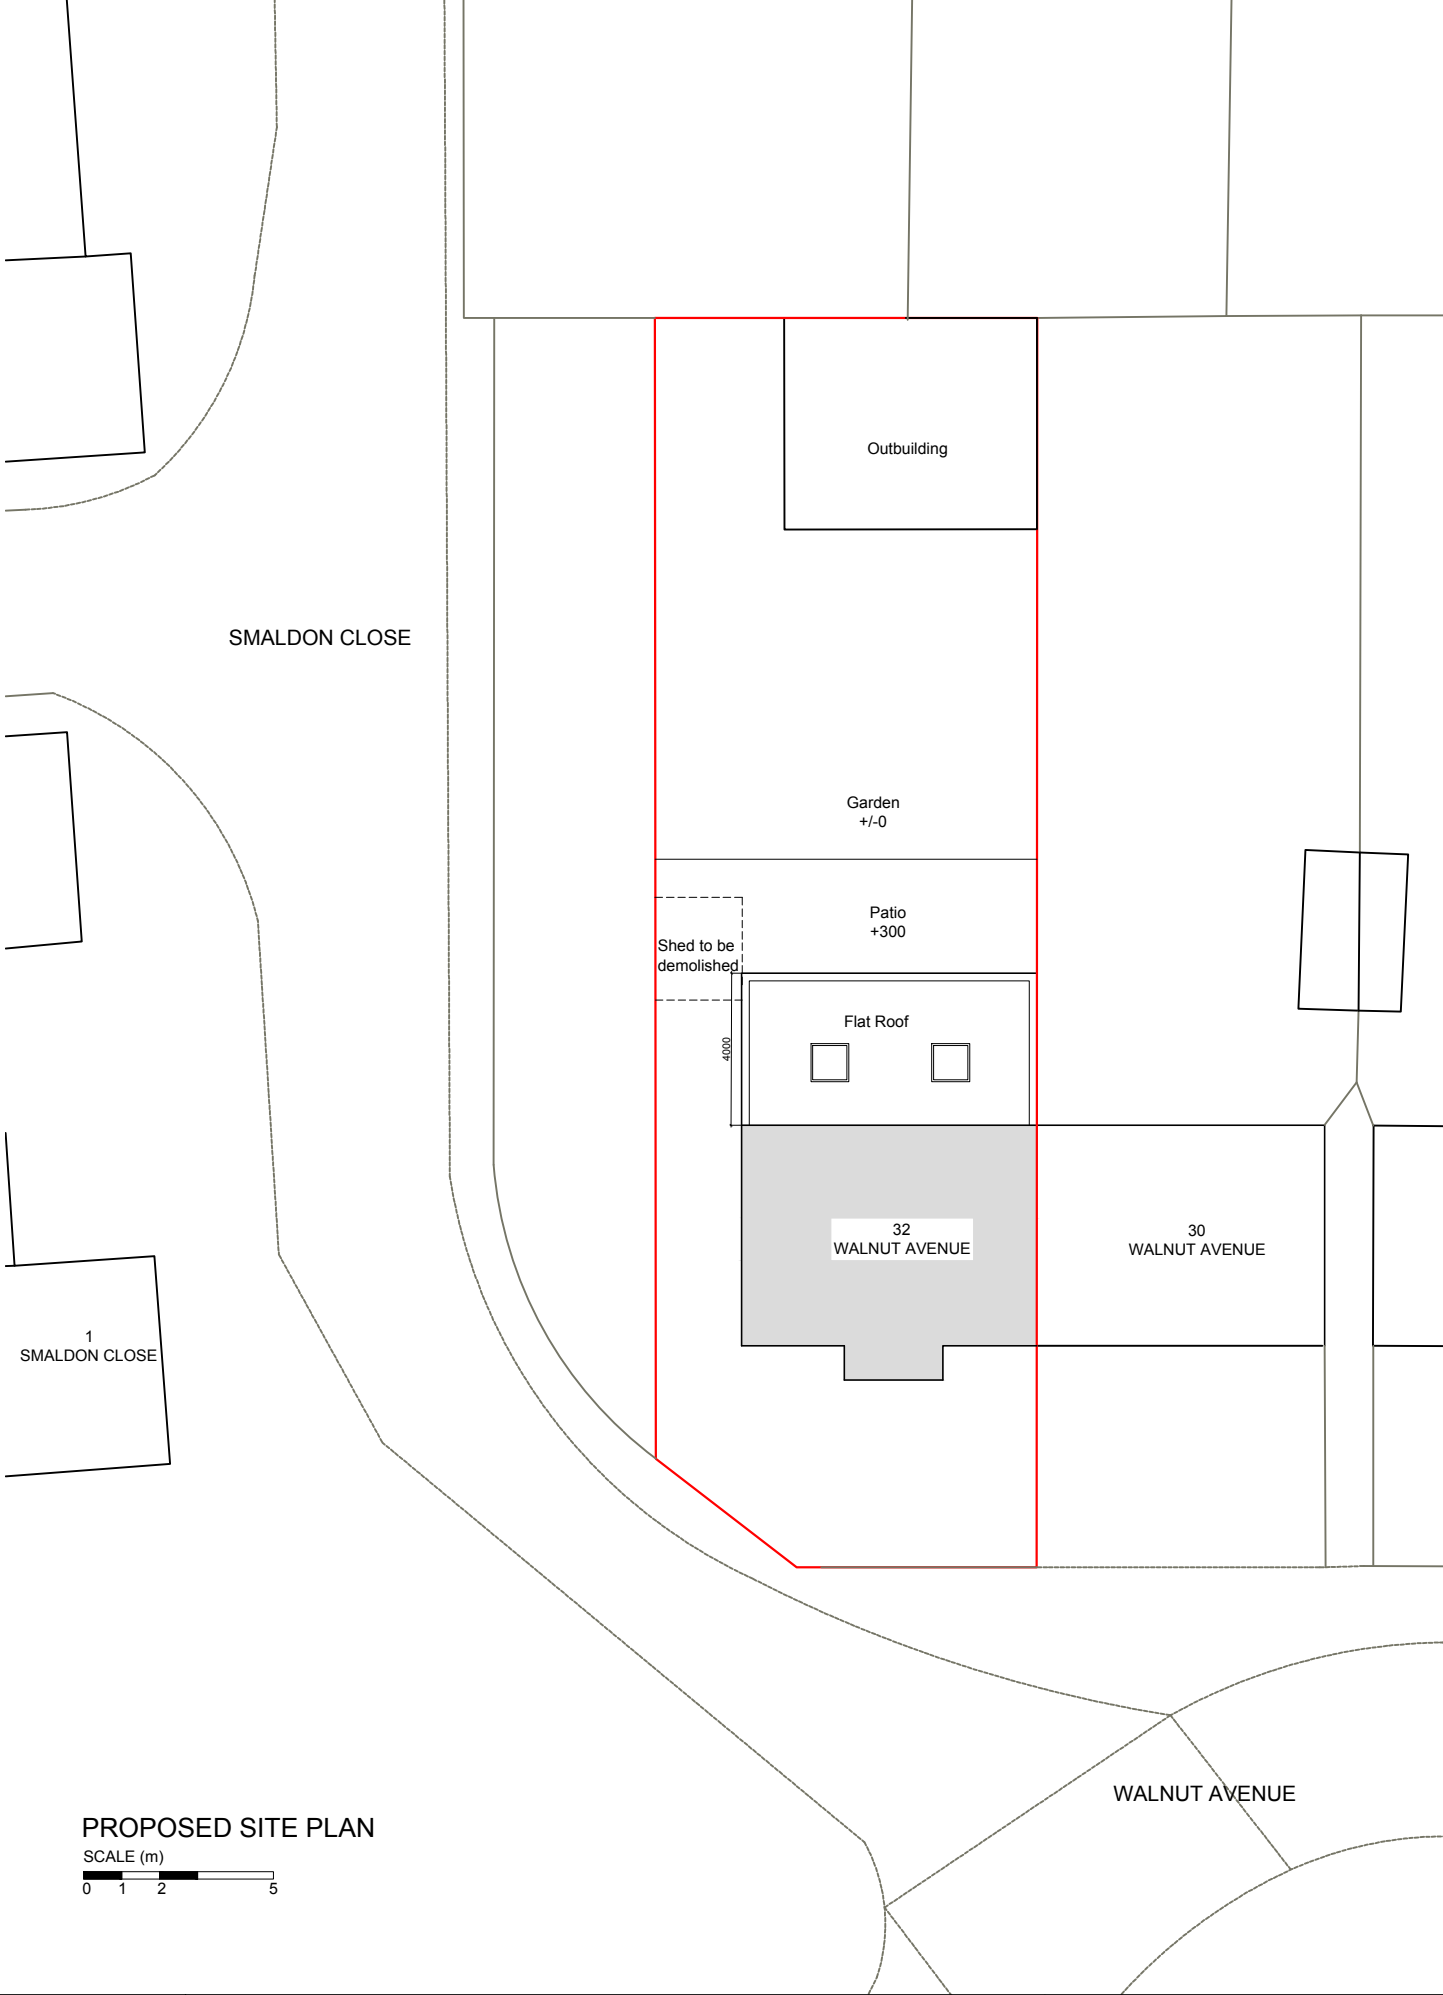 Outbuilding
SMALDON CLOSE
Garden
+/-0
Patio
+300
Shed to be
demolished
Flat Roof
4000
32
WALNUT AVENUE
30
WALNUT AVENUE
1
SMALDON CLOSE
WALNUT AVENUE
PROPOSED SITE PLAN
SCALE (m)
0 1 2 5